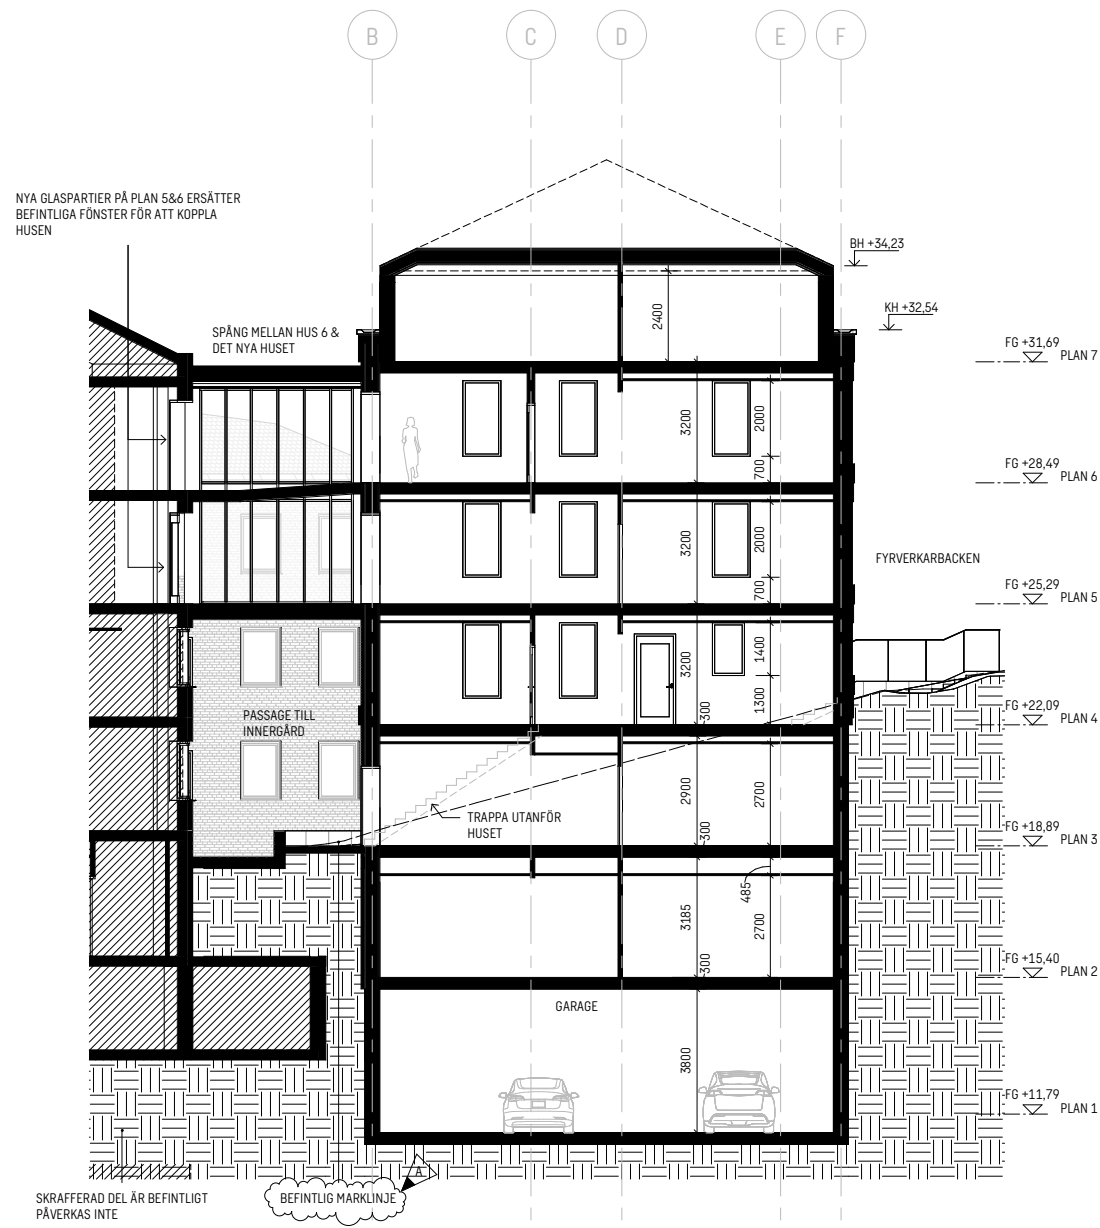 B
C
D
E
F
NYA GLASPARTIER PÅ PLAN 5&6 ERSÄTTER
BEFINTLIGA FÖNSTER FÖR ATT KOPPLA
HUSEN
BH +34,23
KH +32,54
SPÅNG MELLAN HUS 6 &
DET NYA HUSET
2400
FG +31,69
PLAN 7
3200
2000
700
FG +28,49
PLAN 6
3200
2000
700
FYRVERKARBACKEN
FG +25,29
PLAN 5
3200
1400
1300
300
PASSAGE TILL
INNERGÅRD
FG +22,09
PLAN 4
2900
2700
300
TRAPPA UTANFÖR
HUSET
FG +18,89
PLAN 3
485
3185
2700
300
FG +15,40
PLAN 2
GARAGE
3800
FG +11,79
PLAN 1
A
SKRAFFERAD DEL ÄR BEFINTLIGT
PÅVERKAS INTE
BEFINTLIG MARKLINJE